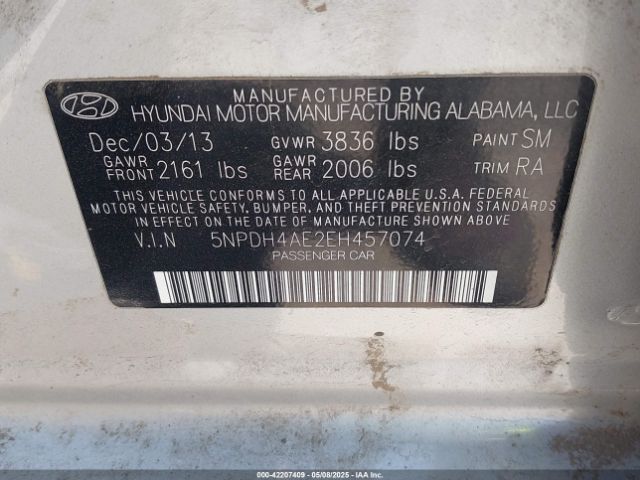 MANUFACTURED BY
HYUNDAI MOTOR MANUFACTURING ALABAMA, LLC
Dec/03/13 GVWR 3836 lbs PAINT SM
GAWR FRONT 2161 lbs GAWR REAR 2006 lbs TRIM RA
THIS VEHICLE CONFORMS TO ALL APPLICABLE U.S.A. FEDERAL
MOTOR VEHICLE SAFETY, BUMPER, AND THEFT PREVENTION
STANDARDS IN EFFECT ON THE DATE OF MANUFACTURE SHOWN ABOVE
V.I.N 5NPDH4AE2EH457074
PASSENGER CAR
000-42207409 - 05/08/2025 - IAAI.COM